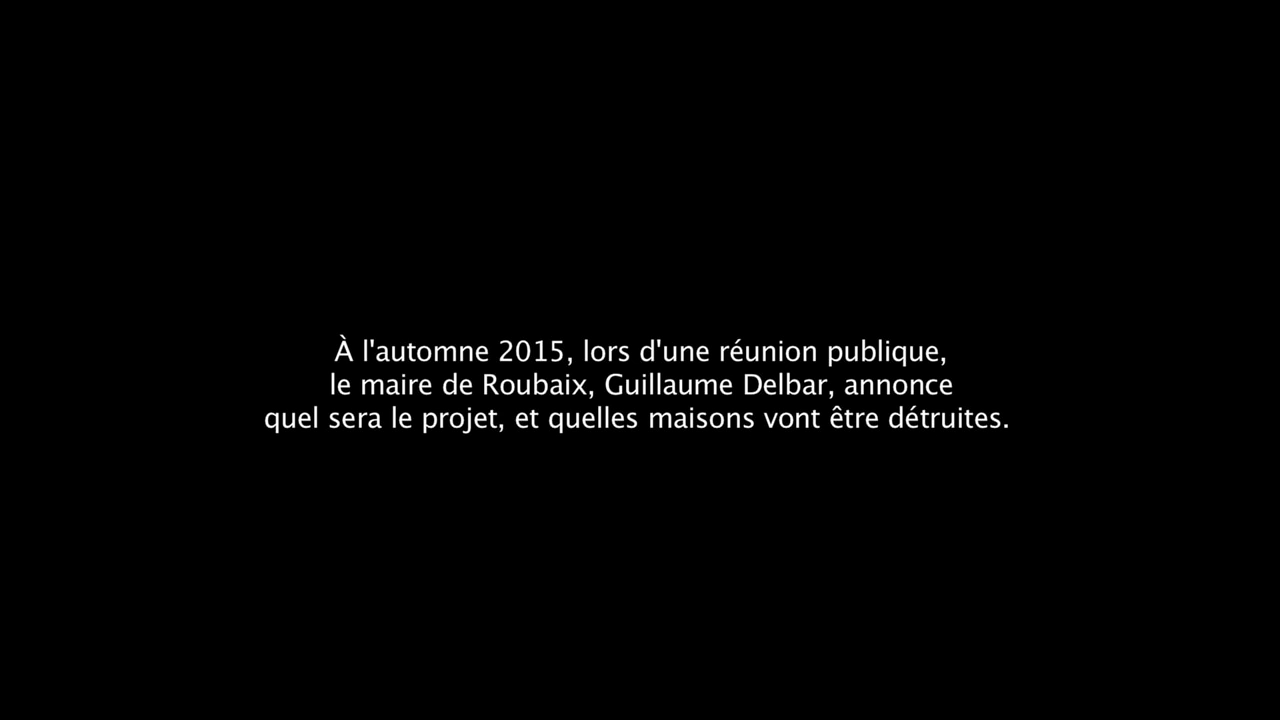 À l'automne 2015, lors d'une réunion publique,
le maire de Roubaix, Guillaume Delbar, annonce
quel sera le projet, et quelles maisons vont être détruites.